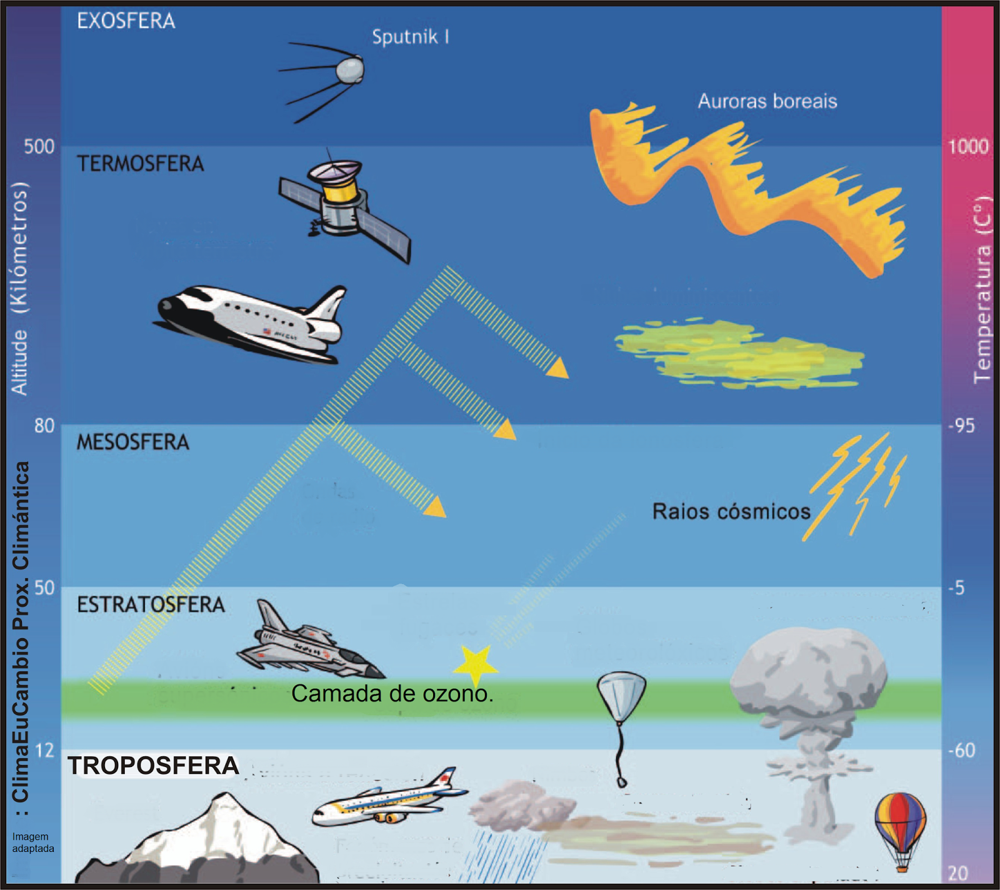 EXOSFERA
Sputnik I
Auroras boreais
500
1000
TERMOSFERA
Altitude (Kilómetros)
Temperatura (C°)
80
-95
MESOSFERA
Raios cósmicos
50
-5
ESTRATOSFERA
Camada de ozono.
12
-60
TROPOSFERA
: ClimaEuCambio Prox. Climántica
Imagem
adaptada
20